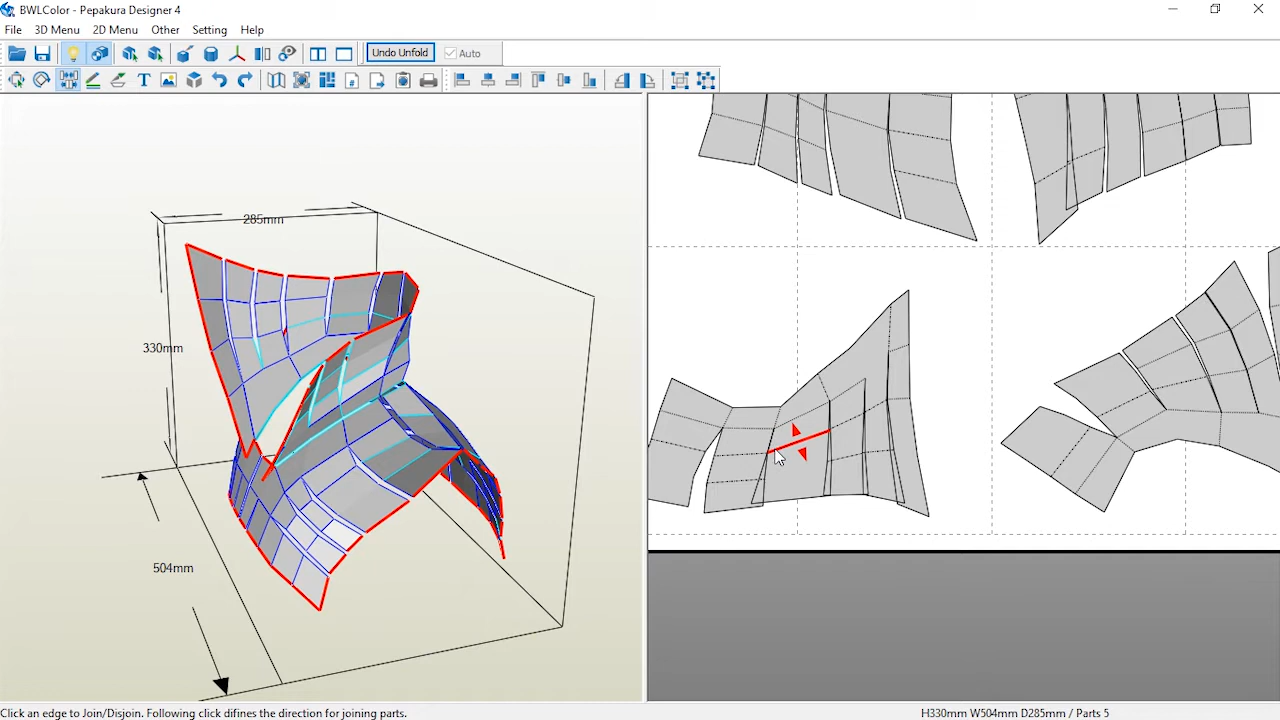 BWLColor - Pepakura Designer 4
File 3D Menu 2D Menu Other Setting Help
Undo Unfold Auto
285mm
330mm
504mm
Click an edge to Join/Disjoin. Following click difines the direction for joining parts.
H330mm W504mm D285mm / Parts 5